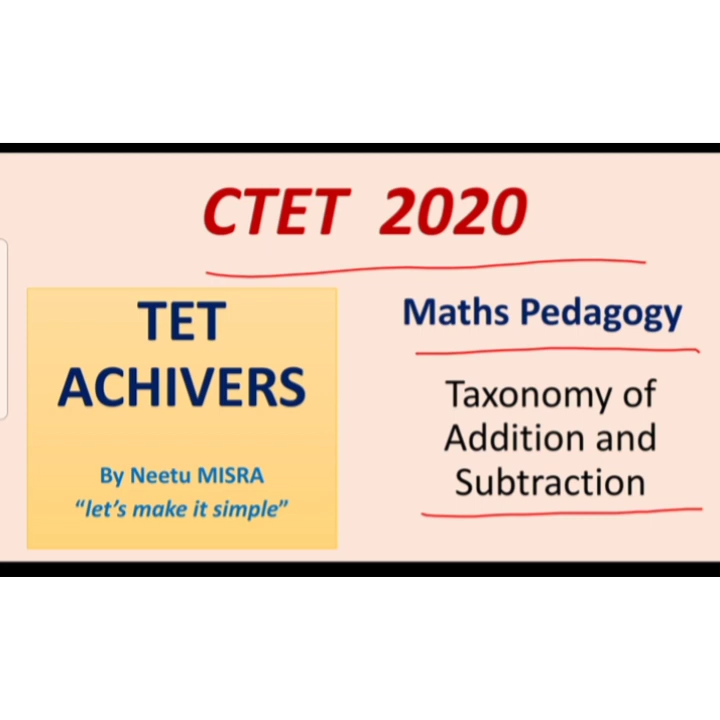 CTET 2020
TET
ACHIVERS
By Neetu MISRA
“let’s make it simple”
Maths Pedagogy
Taxonomy of
Addition and
Subtraction